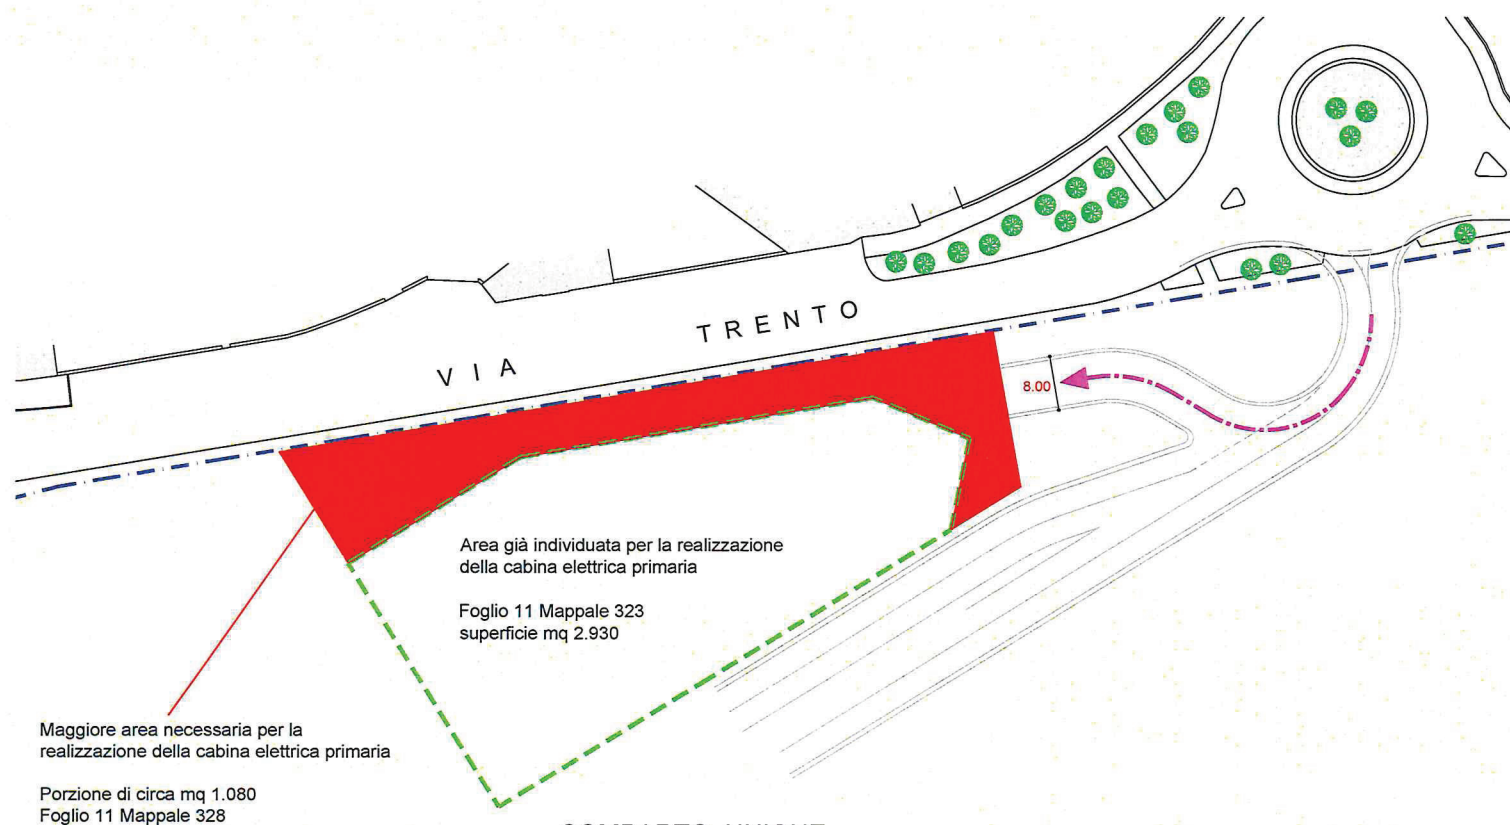 VIA TRENTO
8.00
Area già individuata per la realizzazione
della cabina elettrica primaria
Foglio 11 Mappale 323
superficie mq 2.930
Maggiore area necessaria per la
realizzazione della cabina elettrica primaria
Porzione di circa mq 1.080
Foglio 11 Mappale 328